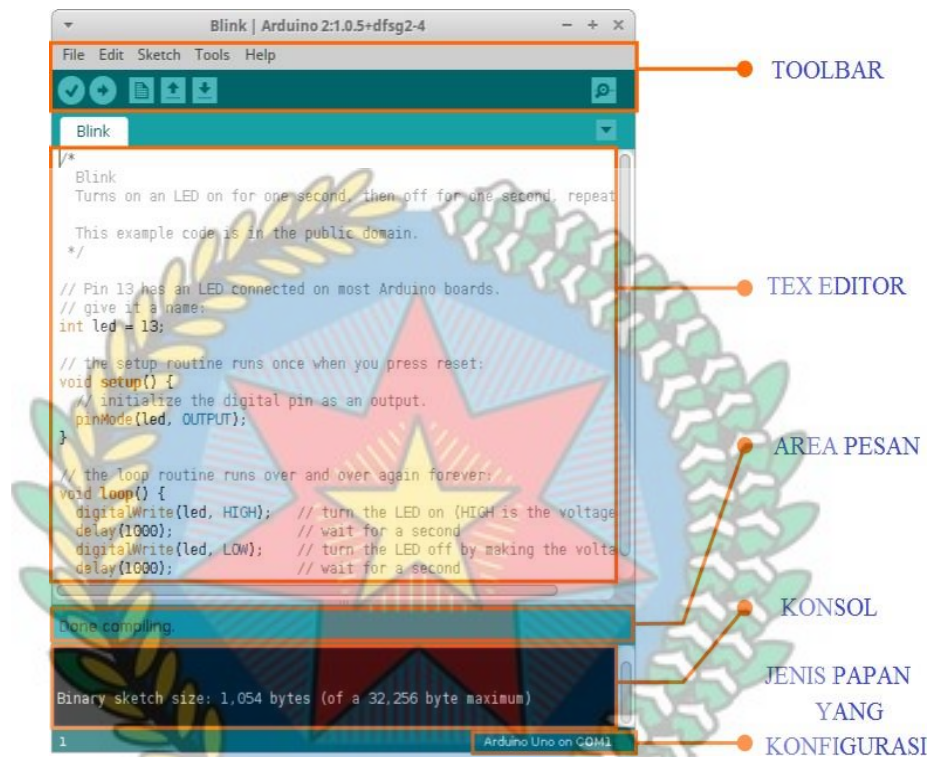 Blink | Arduino 2:1.0.5+dfsg2-4
File Edit Sketch Tools Help
TOOLBAR
Blink
/*
Blink
Turns on an LED on for one second, then off for one second, repeat
This example code is in the public domain.
*/
// Pin 13 has an LED connected on most Arduino boards.
// give it a name:
int led = 13;
TEX EDITOR
// the setup routine runs once when you press reset:
void setup() {
// initialize the digital pin as an output.
pinMode(led, OUTPUT);
}
AREA PESAN
// the loop routine runs over and over again forever:
void loop() {
digitalWrite(led, HIGH); // turn the LED on (HIGH is the voltage
delay(1000); // wait for a second
digitalWrite(led, LOW); // turn the LED off by making the volta
delay(1000); // wait for a second
KONSOL
Done compiling.
Binary sketch size: 1,054 bytes (of a 32,256 byte maximum)
JENIS PAPAN
YANG
KONFIGURASI
1
Arduino Uno on COM1